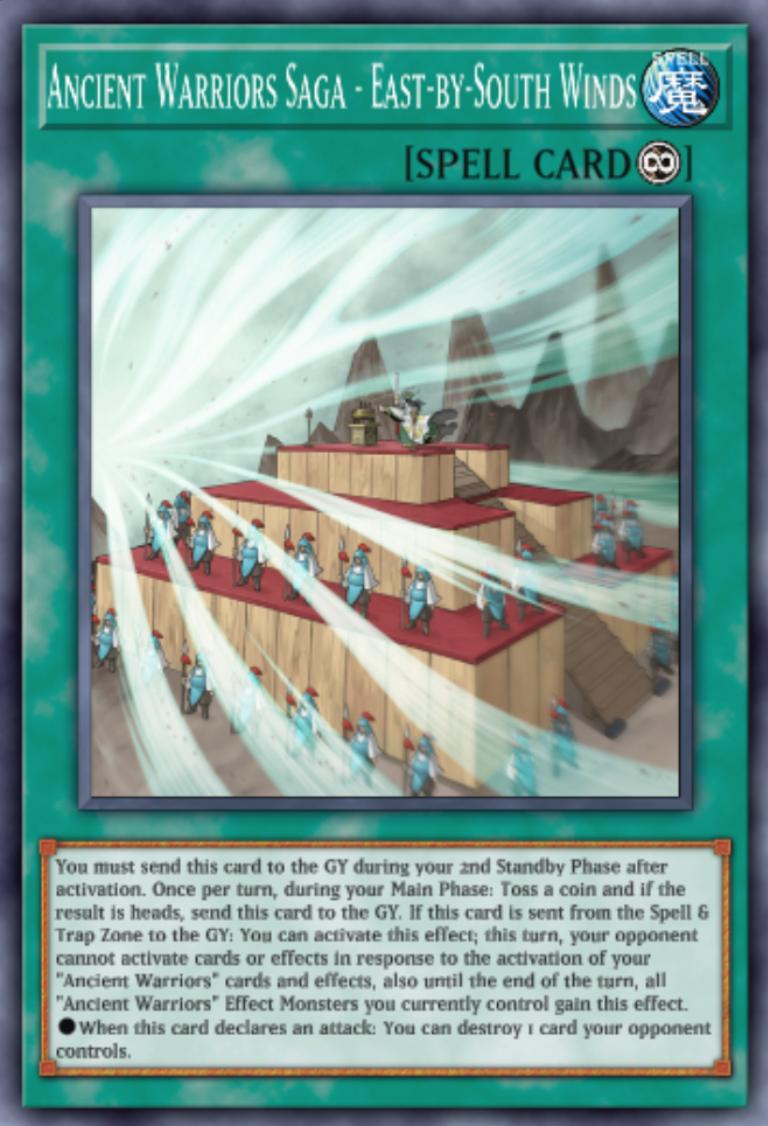 ANCIENT WARRIORS SAGA - EAST-BY-SOUTH WINDS
SPELL
魔
[SPELL CARD]
You must send this card to the GY during your 2nd Standby Phase after
activation. Once per turn, during your Main Phase: Toss a coin and if the
result is heads, send this card to the GY. If this card is sent from the Spell &
Trap Zone to the GY: You can activate this effect; this turn, your opponent
cannot activate cards or effects in response to the activation of your
"Ancient Warriors" cards and effects, also until the end of the turn, all
"Ancient Warriors" Effect Monsters you currently control gain this effect.
●When this card declares an attack: You can destroy 1 card your opponent
controls.